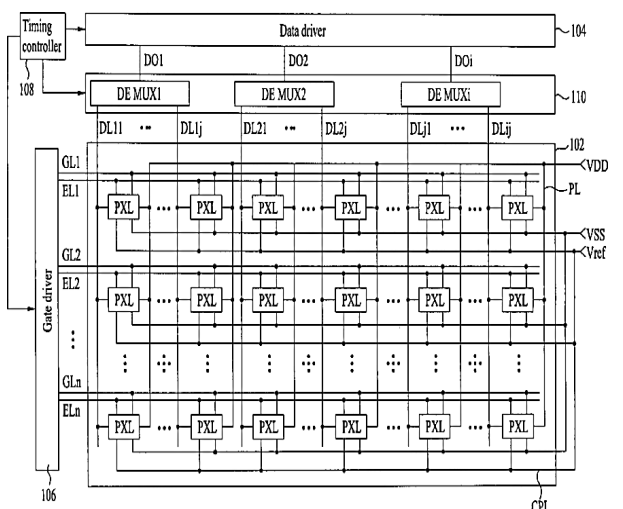 Timing
controller
108
Data driver
104
DO1
DO2
DOi
DE MUX1
DE MUX2
DE MUXi
110
DL11 ··· DL1j
DL21 ··· DL2j
DLj1 ··· DLij
102
GL1
EL1
VDD
PL
PXL ··· PXL PXL ··· PXL ··· PXL PXL
VSS
Vref
GL2
EL2
PXL ··· PXL PXL ··· PXL ··· PXL PXL
Gate driver
GLn
ELn
PXL ··· PXL PXL ··· PXL ··· PXL PXL
106
CPL